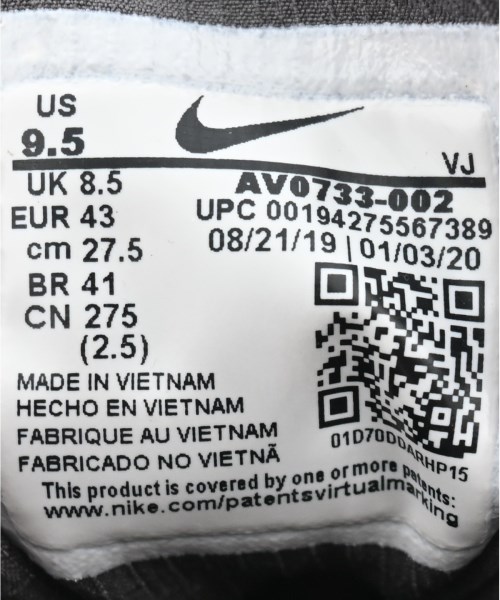 US
9.5
VJ
UK 8.5
AV0733-002
EUR 43
UPC 00194275567389
cm 27.5
08/21/19 | 01/03/20
BR 41
CN 275
(2.5)
MADE IN VIETNAM
HECHO EN VIETNAM
FABRIQUE AU VIETNAM
FABRICADO NO VIETNÃ
01D70DDARHP15
This product is covered by one or more patents:
www.nike.com/patentsvirtualmarking